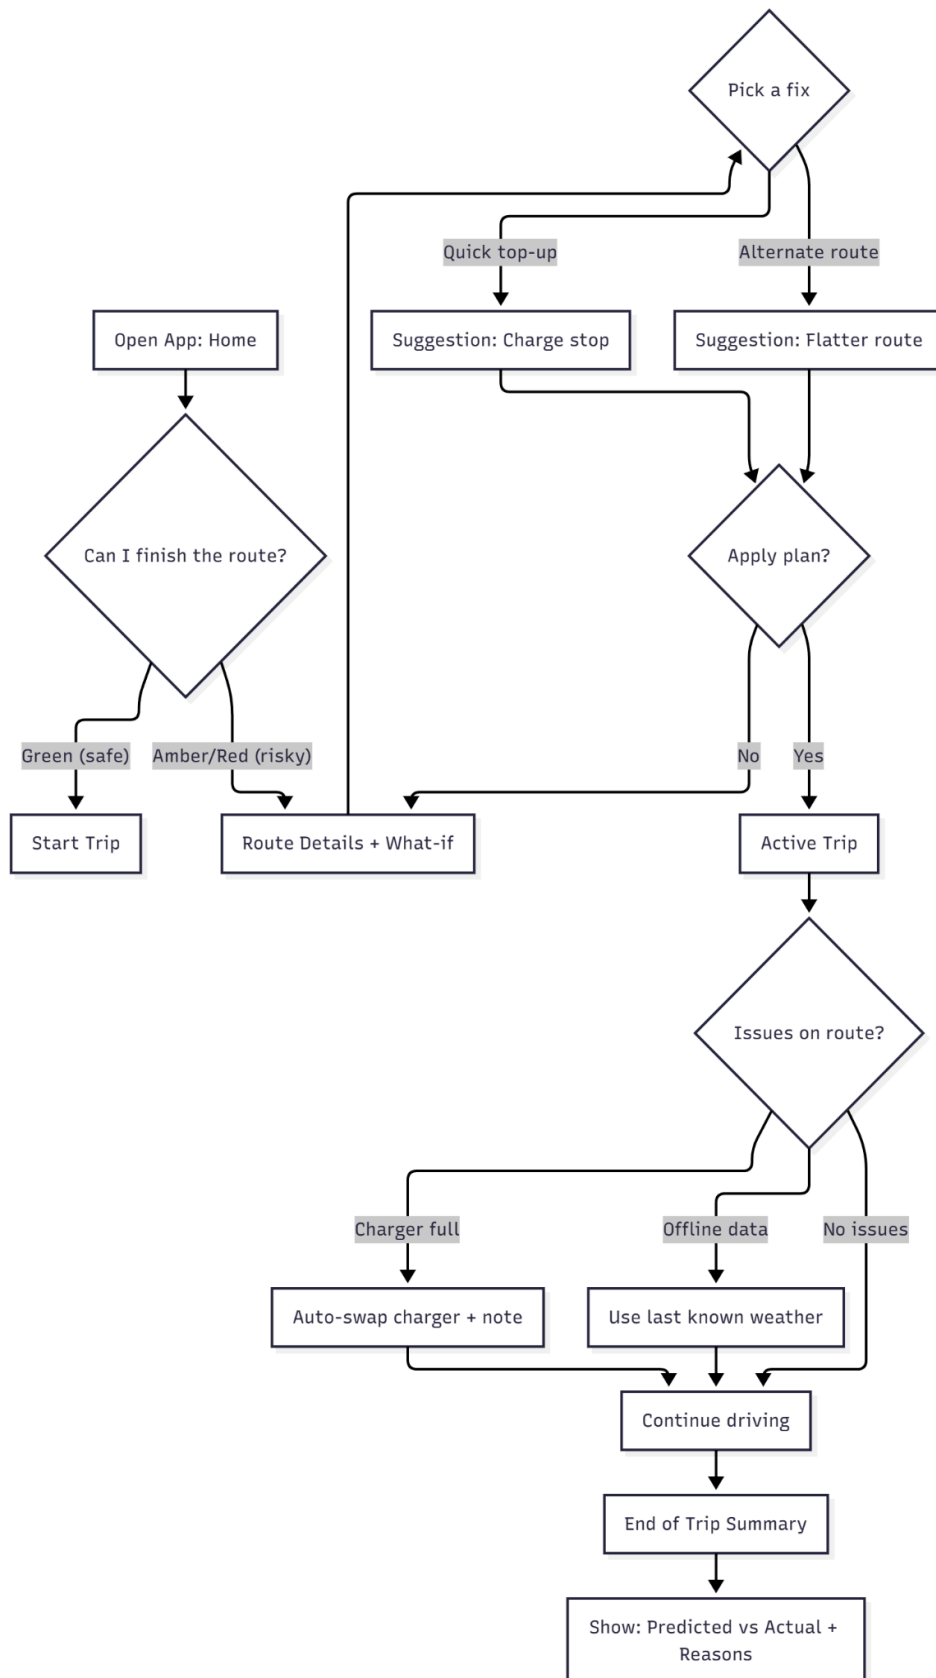 Pick a fix
Quick top-up
Alternate route
Open App: Home
Suggestion: Charge stop
Suggestion: Flatter route
Can I finish the route?
Apply plan?
Green (safe)
Amber/Red (risky)
No
Yes
Start Trip
Route Details + What-if
Active Trip
Issues on route?
Charger full
Offline data
No issues
Auto-swap charger + note
Use last known weather
Continue driving
End of Trip Summary
Show: Predicted vs Actual +
Reasons